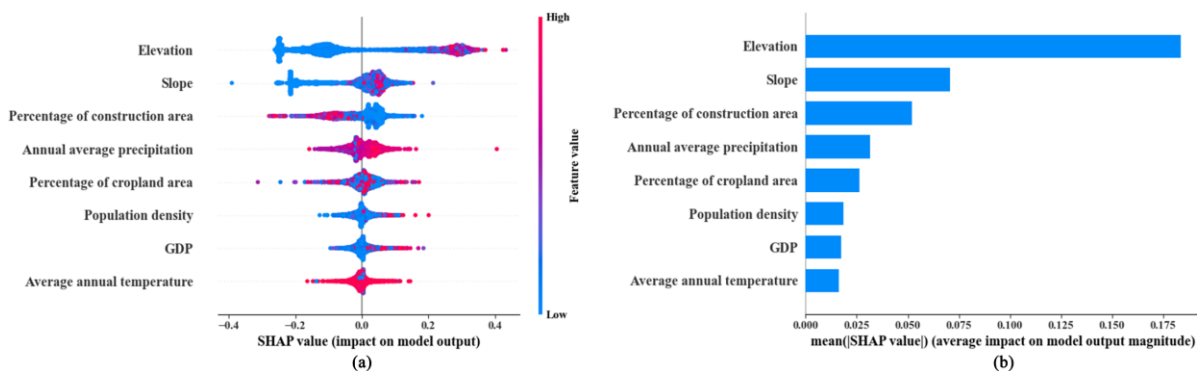 High
Elevation
Slope
Percentage of construction area
Annual average precipitation
Percentage of cropland area
Population density
GDP
Average annual temperature
Feature value
Low
−0.4 −0.2 0.0 0.2 0.4
SHAP value (impact on model output)
(a)
Elevation
Slope
Percentage of construction area
Annual average precipitation
Percentage of cropland area
Population density
GDP
Average annual temperature
0.000 0.025 0.050 0.075 0.100 0.125 0.150 0.175
mean(|SHAP value|) (average impact on model output magnitude)
(b)